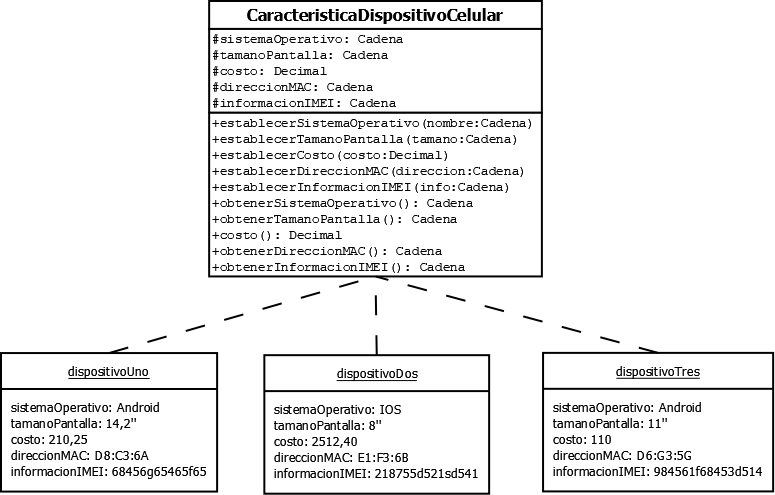 CaracteristicaDispositivoCelular
#sistemaOperativo: Cadena
#tamanoPantalla: Cadena
#costo: Decimal
#direccionMAC: Cadena
#informacionIMEI: Cadena
+establecerSistemaOperativo(nombre:Cadena)
+establecerTamanoPantalla(tamano:Cadena)
+establecerCosto(costo:Decimal)
+establecerDireccionMAC(direccion:Cadena)
+establecerInformacionIMEI(info:Cadena)
+obtenerSistemaOperativo(): Cadena
+obtenerTamanoPantalla(): Cadena
+costo(): Decimal
+obtenerDireccionMAC(): Cadena
+obtenerInformacionIMEI(): Cadena
dispositivoUno
sistemaOperativo: Android
tamanoPantalla: 14,2"
costo: 210,25
direccionMAC: D8:C3:6A
informacionIMEI: 68456g65465f65
dispositivoDos
sistemaOperativo: IOS
tamanoPantalla: 8"
costo: 2512,40
direccionMAC: E1:F3:6B
informacionIMEI: 218755d521sd541
dispositivoTres
sistemaOperativo: Android
tamanoPantalla: 11"
costo: 110
direccionMAC: D6:G3:5G
informacionIMEI: 984561f68453d514